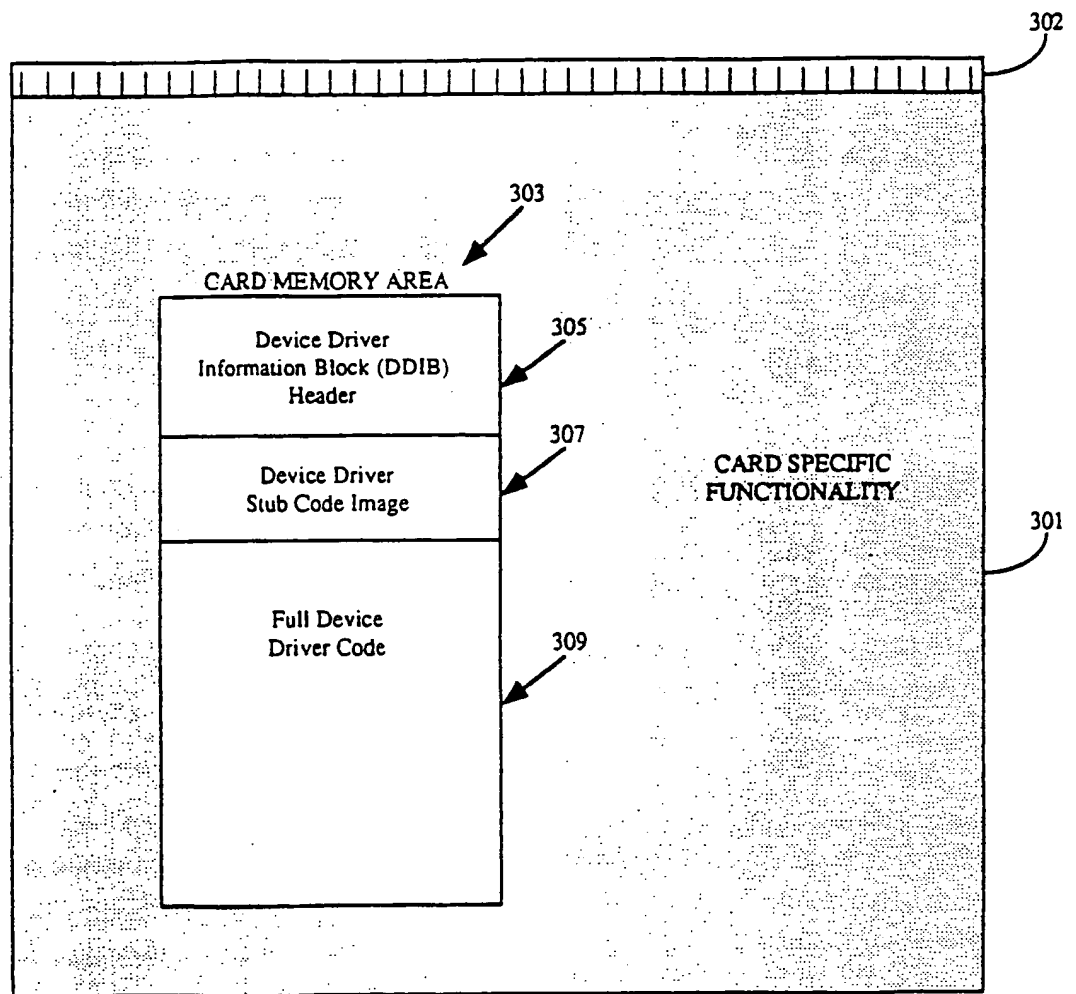 302
303
CARD MEMORY AREA
Device Driver
Information Block (DDIB)
Header
305
307
Device Driver
Stub Code Image
CARD SPECIFIC
FUNCTIONALITY
301
Full Device
Driver Code
309